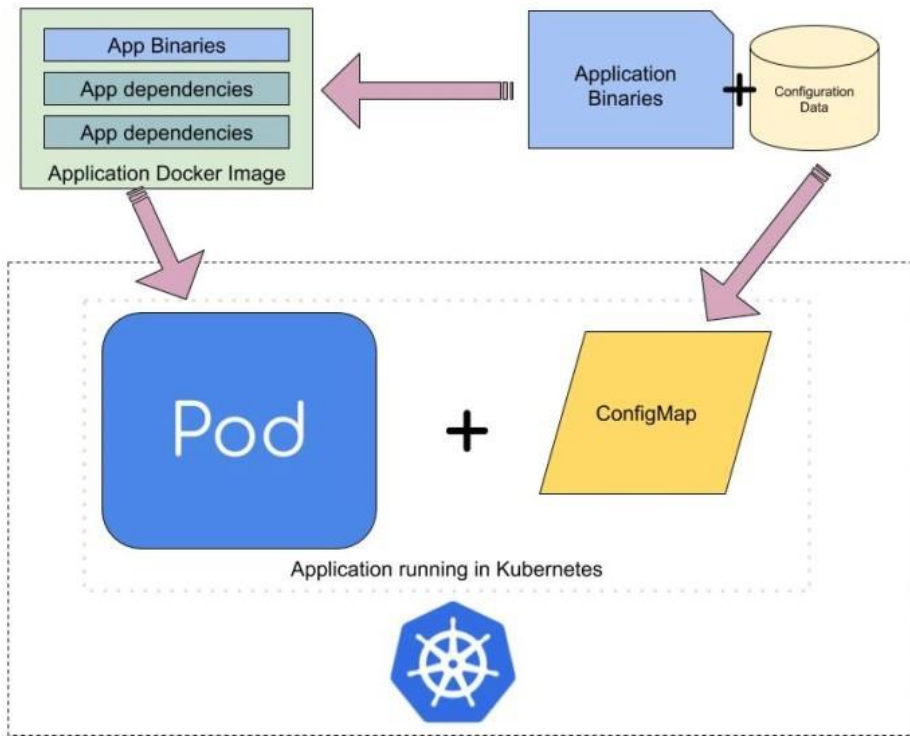 App Binaries
App dependencies
App dependencies
Application Docker Image
Application
Binaries
Configuration
Data
Pod
ConfigMap
Application running in Kubernetes